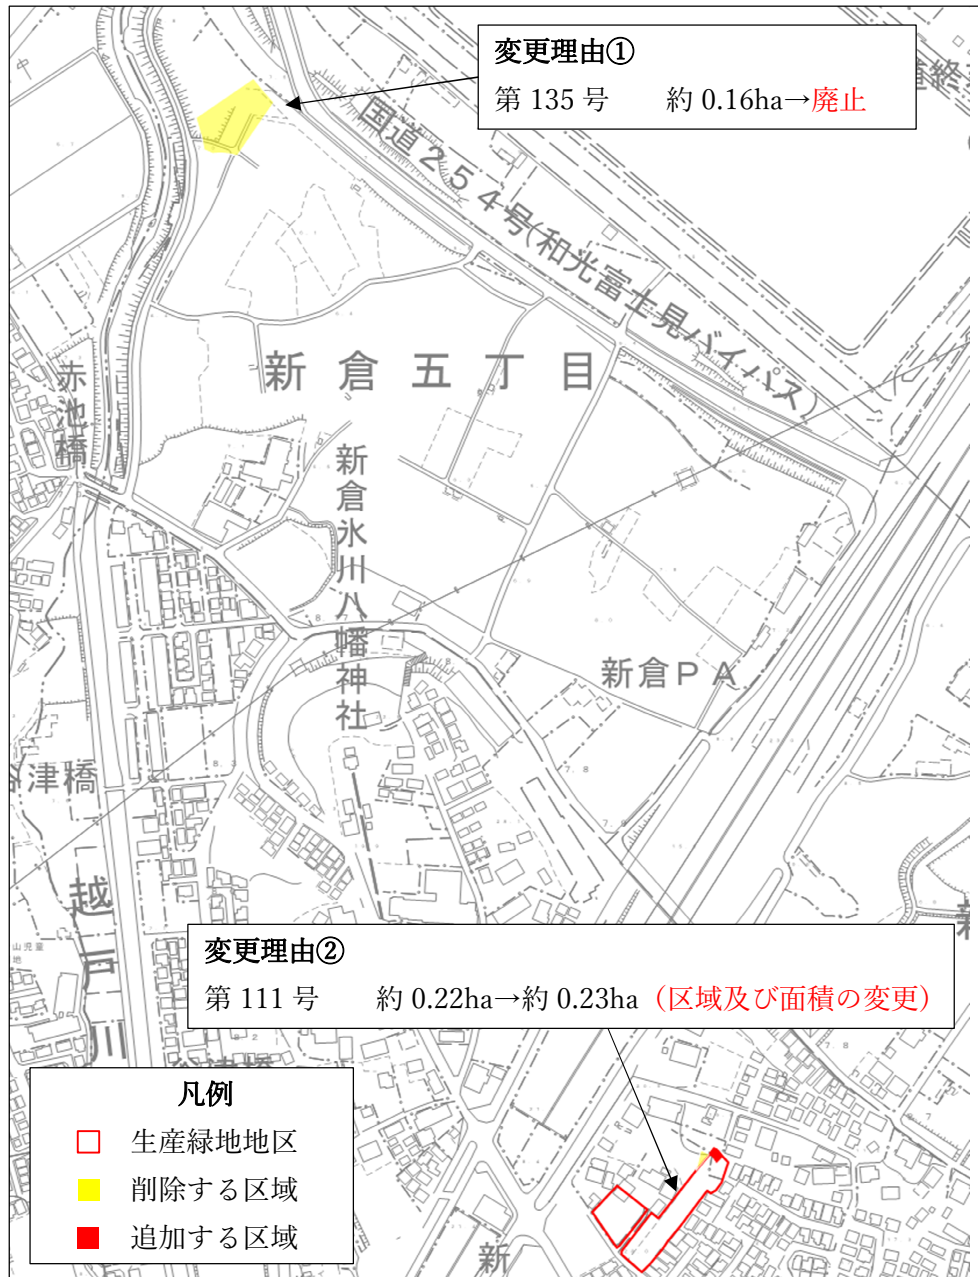 変更理由①
第 135 号 約 0.16ha→廃止
国道２５４号(和光富士見バイパス)
赤池橋
新倉五丁目
新倉氷川八幡神社
新倉ＰＡ
津橋
越戸川
変更理由②
第 111 号 約 0.22ha→約 0.23ha（区域及び面積の変更）
凡例
生産緑地地区
削除する区域
追加する区域
新